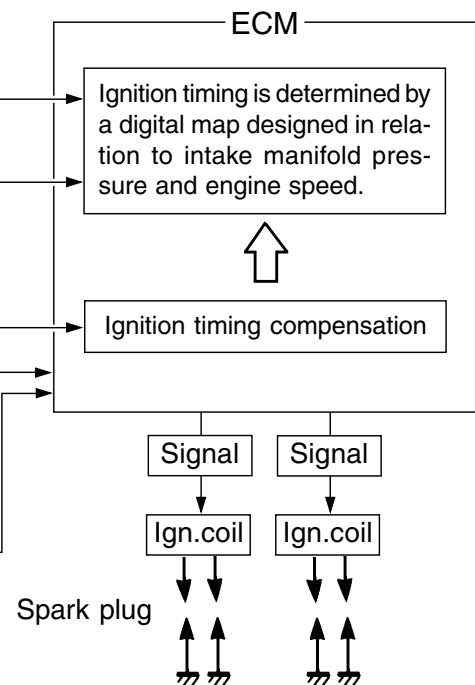 ECM
Ignition timing is determined by
a digital map designed in rela-
tion to intake manifold pres-
sure and engine speed.
Ignition timing compensation
Signal Signal
Ign.coil Ign.coil
Spark plug